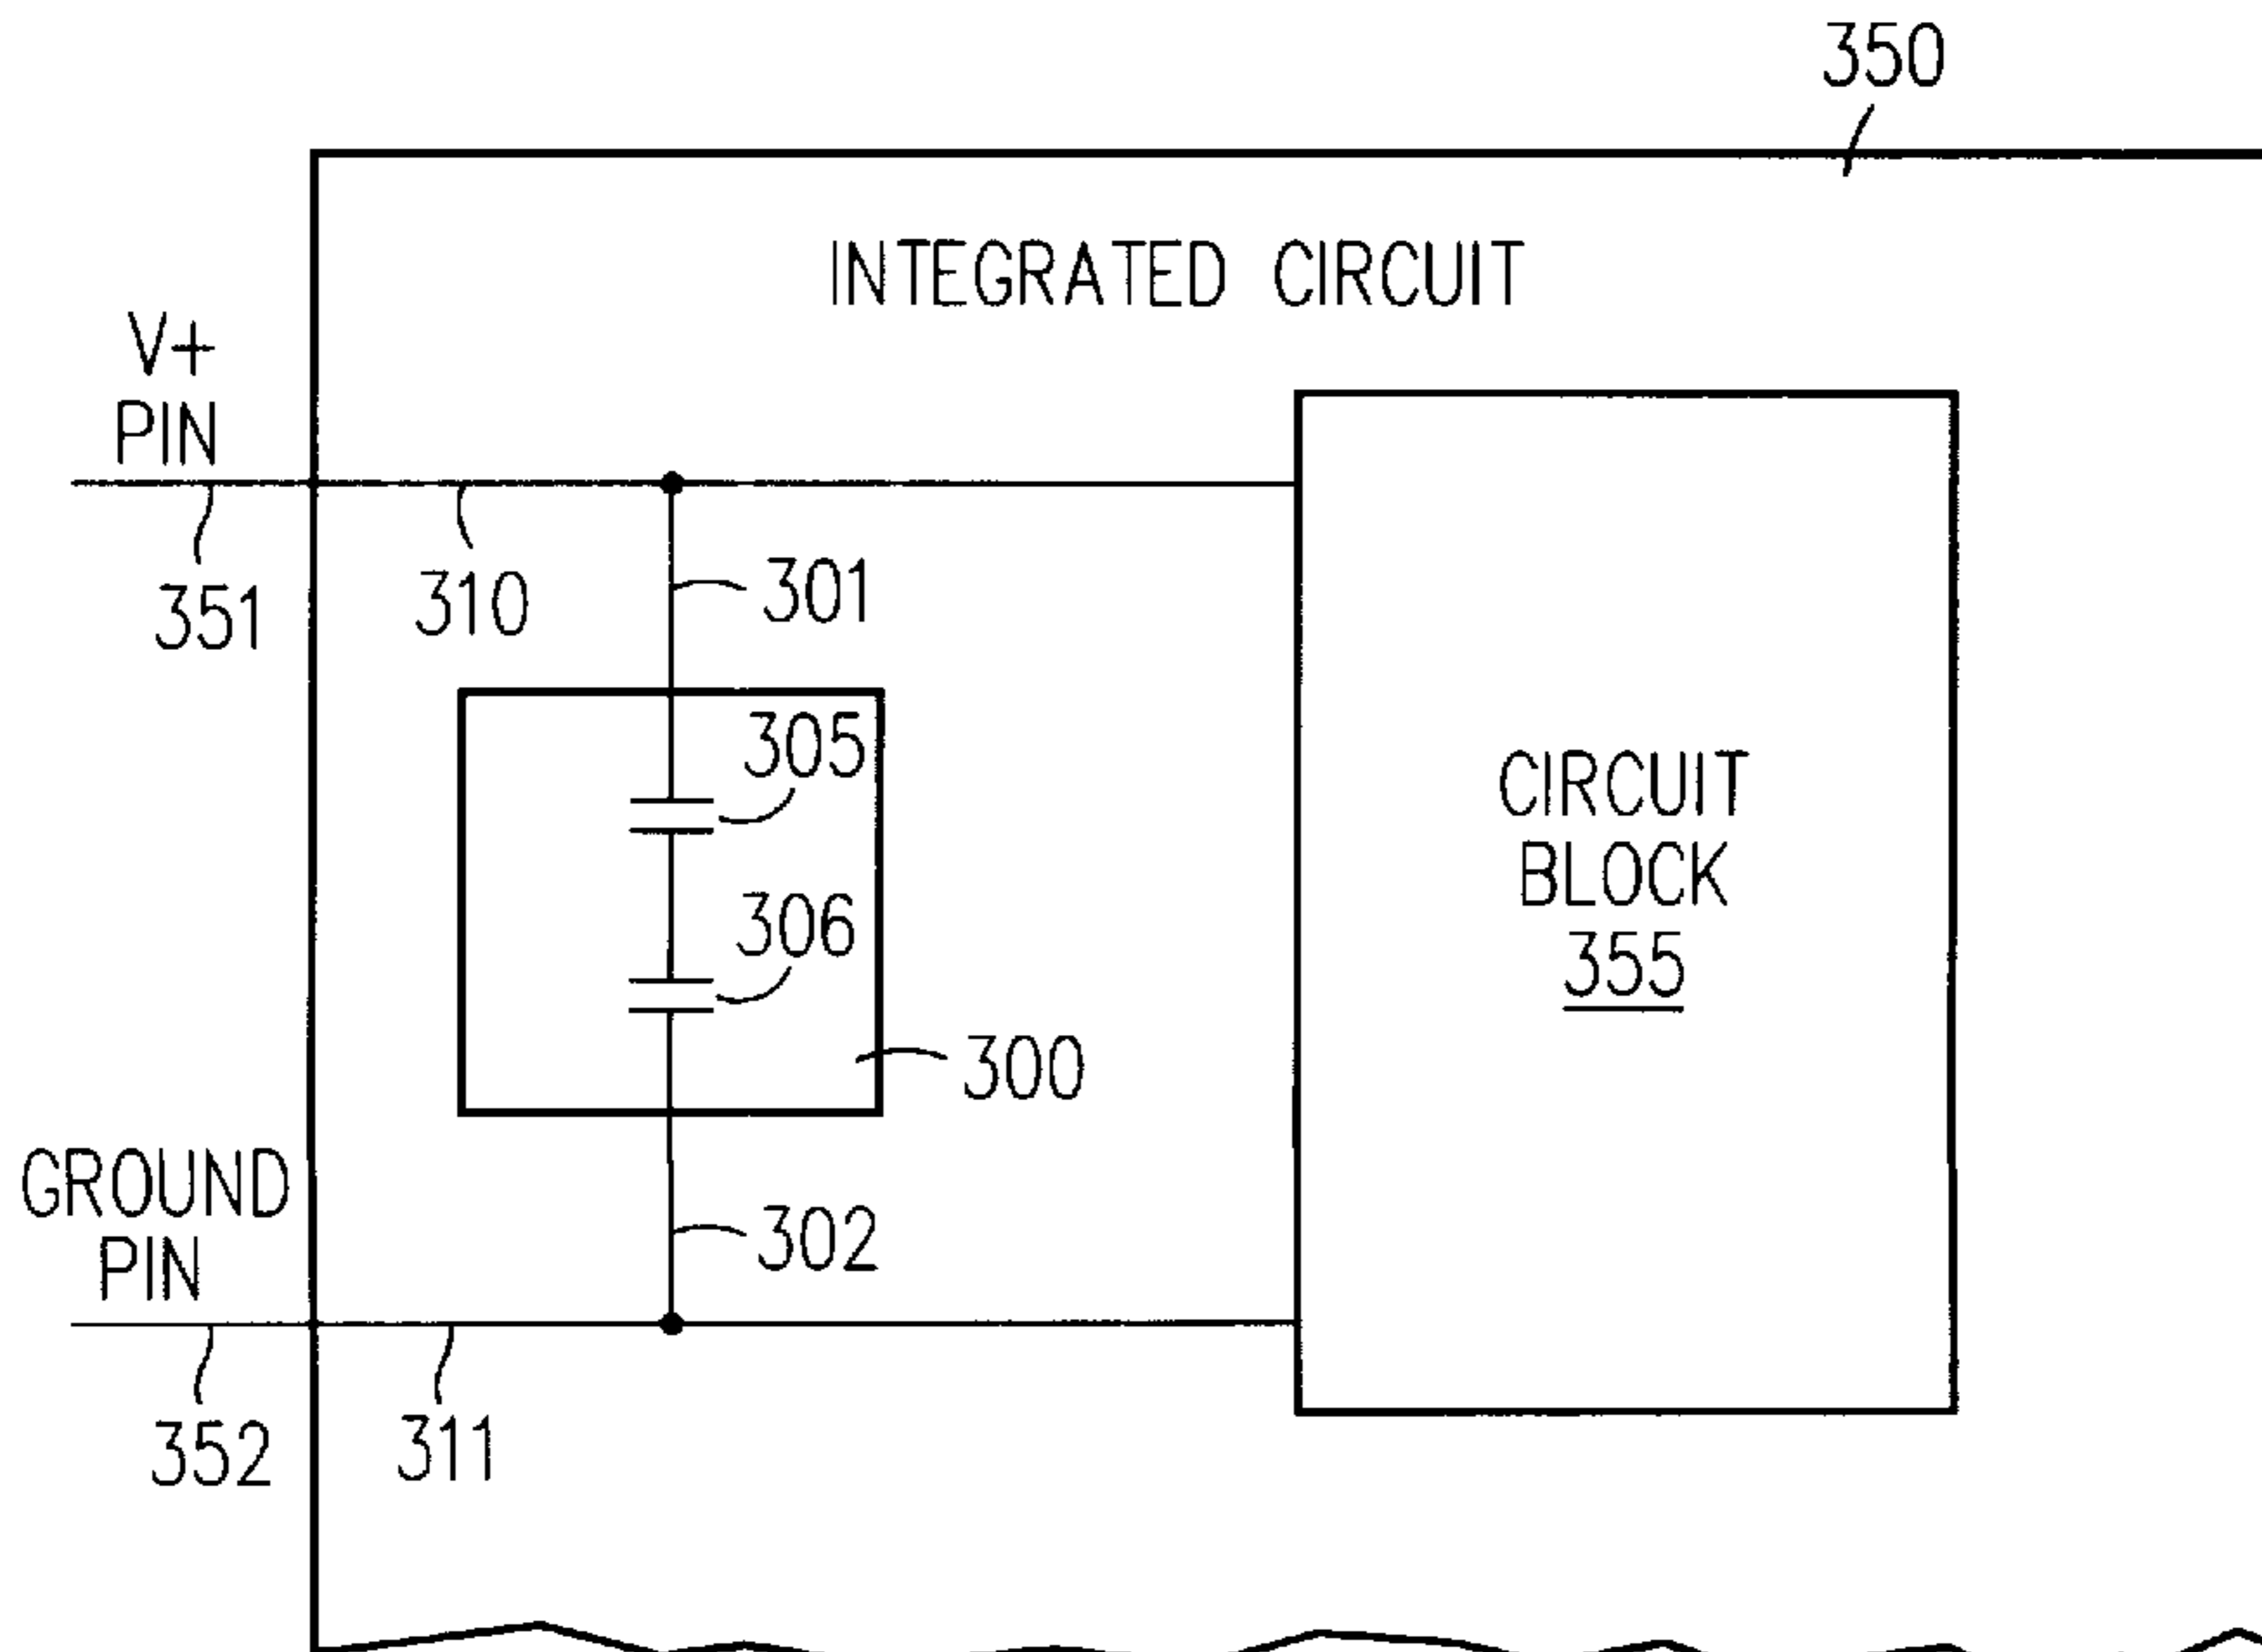 350
INTEGRATED CIRCUIT
V+
PIN
351
310
301
305
306
300
CIRCUIT
BLOCK
355
GROUND
PIN
302
352
311